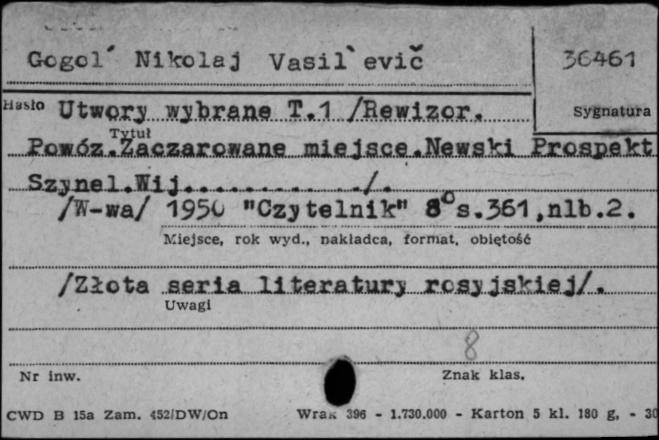 Gogol´ Nikolaj Vasil`evič
36461
Hasło Utwory wybrane T.1 /Rewizor.
Sygnatura
Tytuł
Powóz.Zaczarowane miejsce.Newski Prospekt
Szynel.Wij.......... ../.
/W-wa/ 1950 "Czytelnik" 8° s.361,nlb.2.
Miejsce, rok wyd., nakładca, format, objętość
/Złota seria literatury rosyjskiej/.
Uwagi
8
Nr inw. Znak klas.
CWD B 15a Zam. 452/DW/On Wrak 396 - 1.730.000 - Karton 5 kl. 180 g, - 30